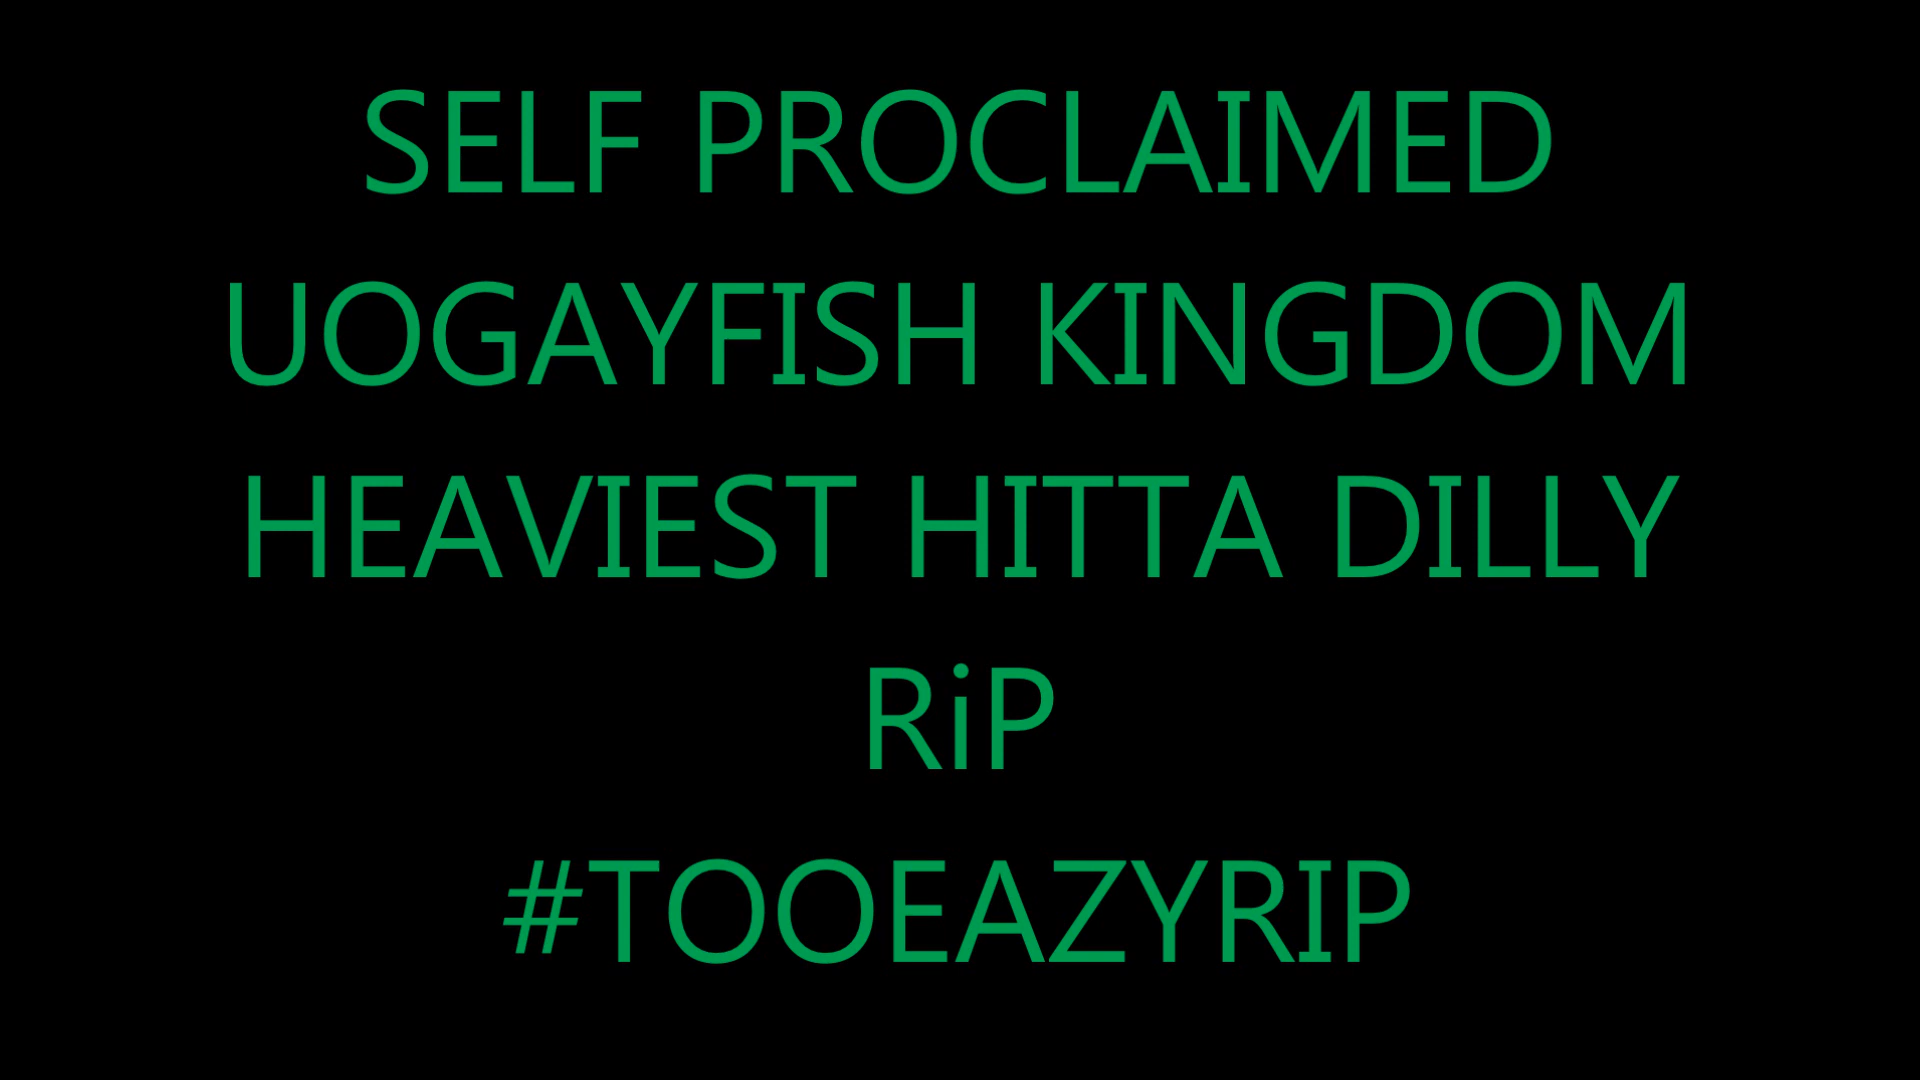 SELF PROCLAIMED
UOGAYFISH KINGDOM
HEAVIEST HITTA DILLY
RiP
#TOOEAZYRIP